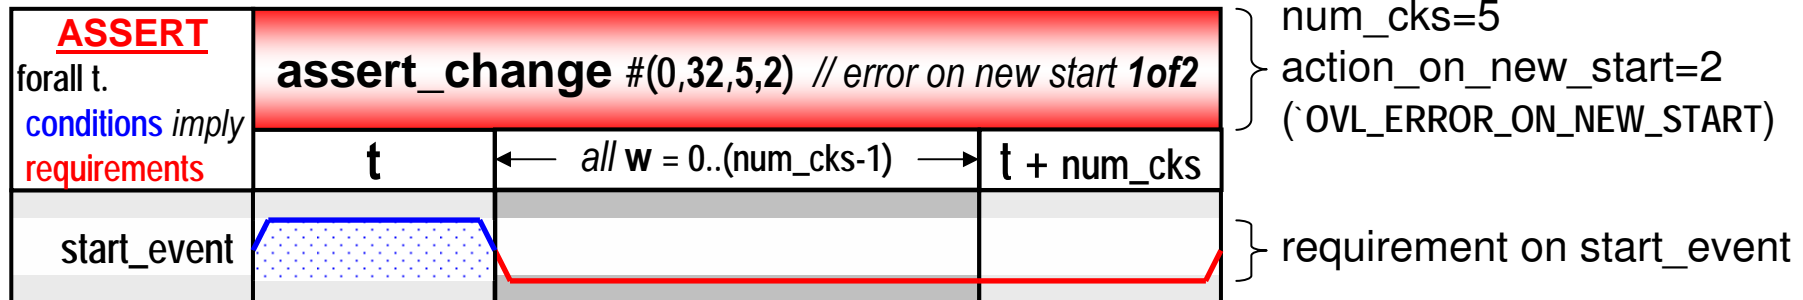 ASSERT
forall t.
conditions imply
requirements
assert_change #(0,32,5,2) // error on new start 1of2
t
all w = 0..(num_cks-1)
t + num_cks
start_event
num_cks=5
action_on_new_start=2
(`OVL_ERROR_ON_NEW_START)
requirement on start_event